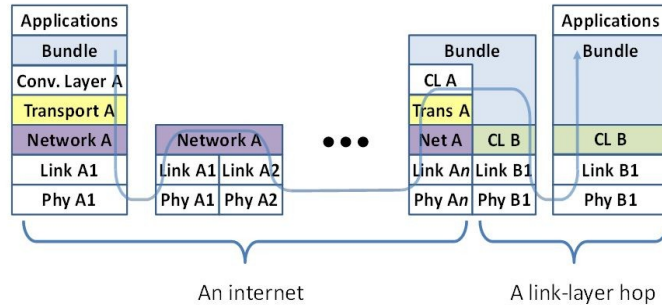 Applications
Bundle
Conv. Layer A
Transport A
Network A
Link A1
Phy A1
Network A
Link A1 Link A2
Phy A1 Phy A2
Bundle
CL A
Trans A
Net A CL B
Link An Link B1
Phy An Phy B1
Applications
Bundle
CL B
Link B1
Phy B1
An internet
A link-layer hop